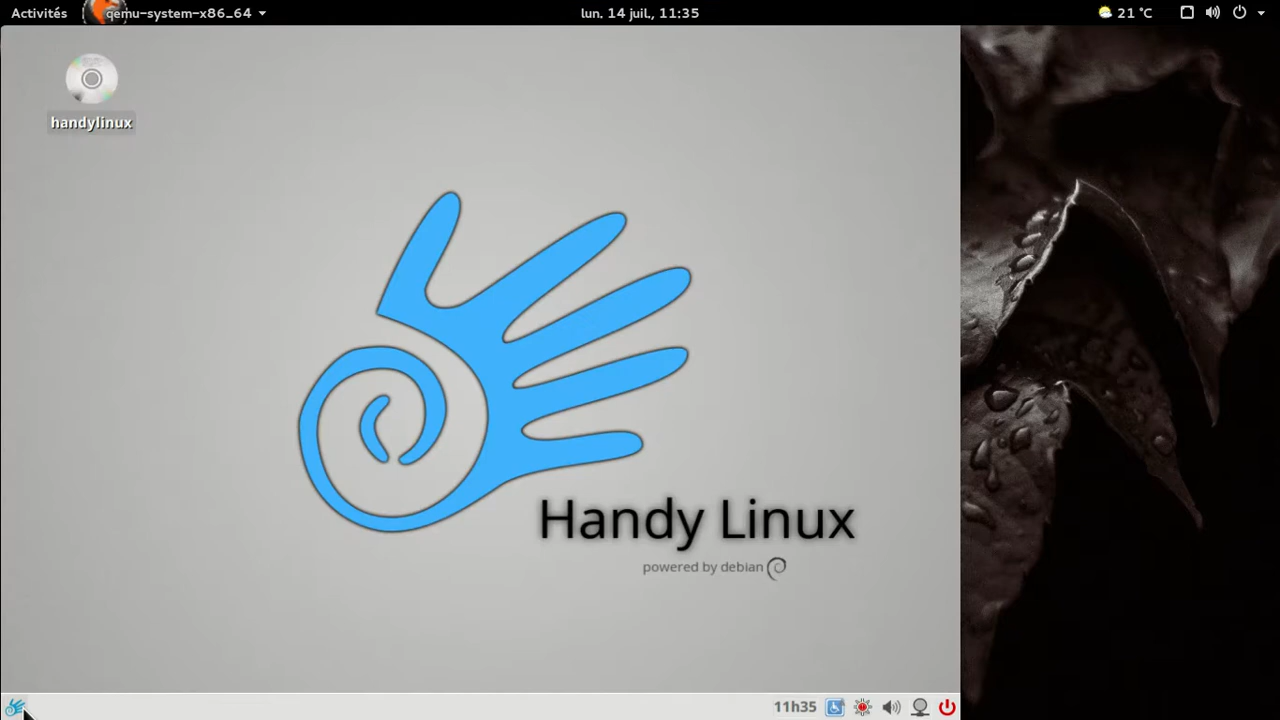 Activités
qemu-system-x86_64
lun. 14 juil., 11:35
21 °C
handylinux
Handy Linux
powered by debian
11h35